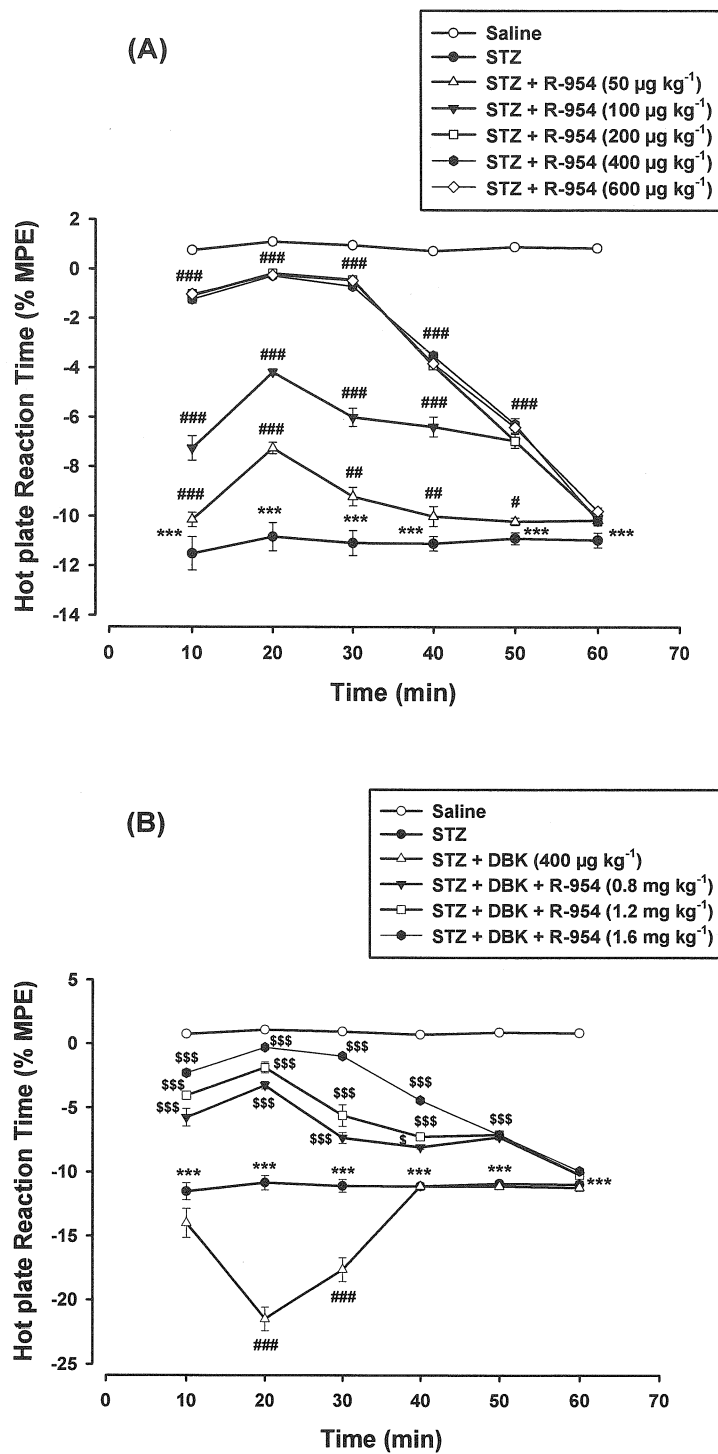 (A)
Saline
STZ
STZ + R-954 (50 µg kg⁻¹)
STZ + R-954 (100 µg kg⁻¹)
STZ + R-954 (200 µg kg⁻¹)
STZ + R-954 (400 µg kg⁻¹)
STZ + R-954 (600 µg kg⁻¹)
Hot plate Reaction Time (% MPE)
2
0
-2
-4
-6
-8
-10
-12
-14
### ### ###
###
### ### ### ###
###
### ## ## #
*** *** *** *** *** ***
0 10 20 30 40 50 60 70
Time (min)
(B)
Saline
STZ
STZ + DBK (400 µg kg⁻¹)
STZ + DBK + R-954 (0.8 mg kg⁻¹)
STZ + DBK + R-954 (1.2 mg kg⁻¹)
STZ + DBK + R-954 (1.6 mg kg⁻¹)
Hot plate Reaction Time (% MPE)
5
0
-5
-10
-15
-20
-25
$$$ $$$ $$$
$$$ $$$ $$$ $$$
$$$ $$$ $$$ $$$
$$$ $
*** *** *** *** *** ***
###
###
0 10 20 30 40 50 60 70
Time (min)